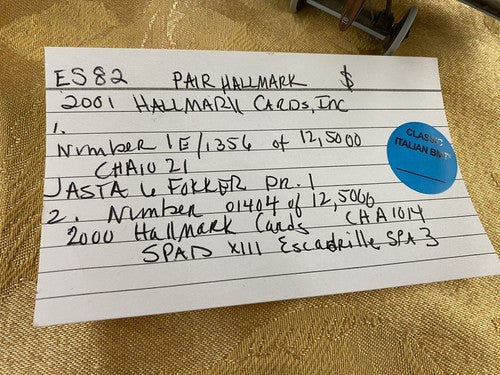 ES82 PAIR HALLMARK $
2001 HALLMARK CARDS, INC
1.
Number 1E/1356 of 12,5000
CHA1021
JASTA 6 FOKKER DR. 1
2. Number 01404 of 12,5000
2000 Hallmark Cards CHA1014
SPAD XIII Escadrille SPA 3
CLASSIC
ITALIAN